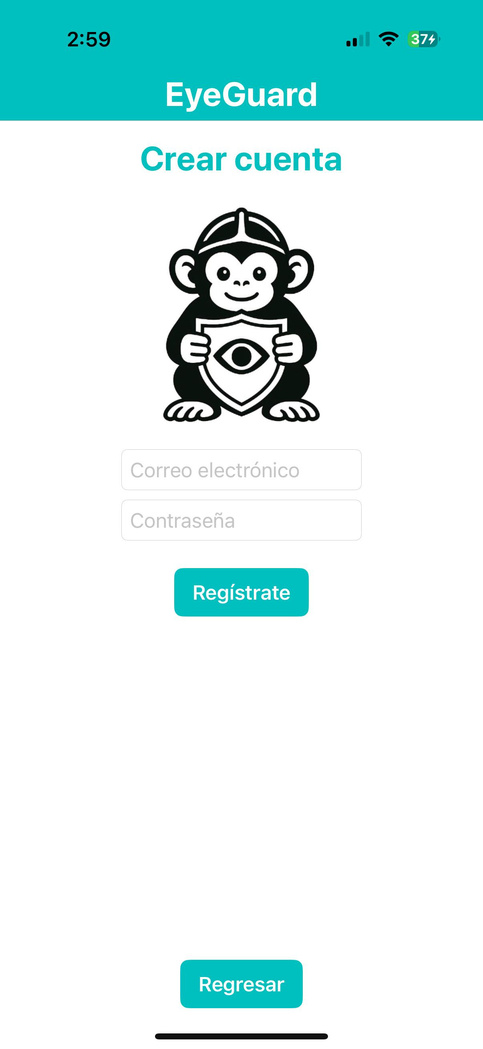 2:59
37
EyeGuard
Crear cuenta
Correo electrónico
Contraseña
Regístrate
Regresar